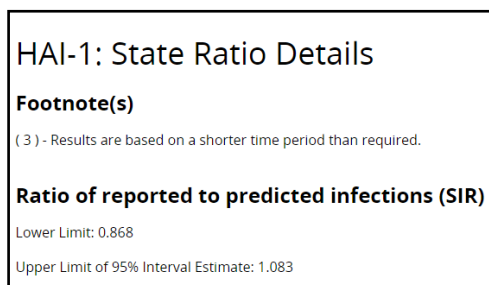 HAI-1: State Ratio Details
Footnote(s)
( 3 ) - Results are based on a shorter time period than required.
Ratio of reported to predicted infections (SIR)
Lower Limit: 0.868
Upper Limit of 95% Interval Estimate: 1.083